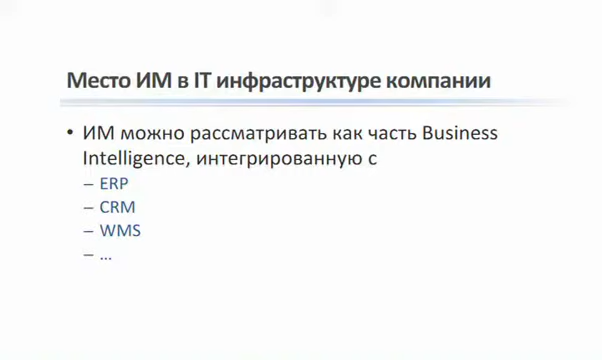 Место ИМ в IT инфраструктуре компании
• ИМ можно рассматривать как часть Business
Intelligence, интегрированную с
– ERP
– CRM
– WMS
– ...